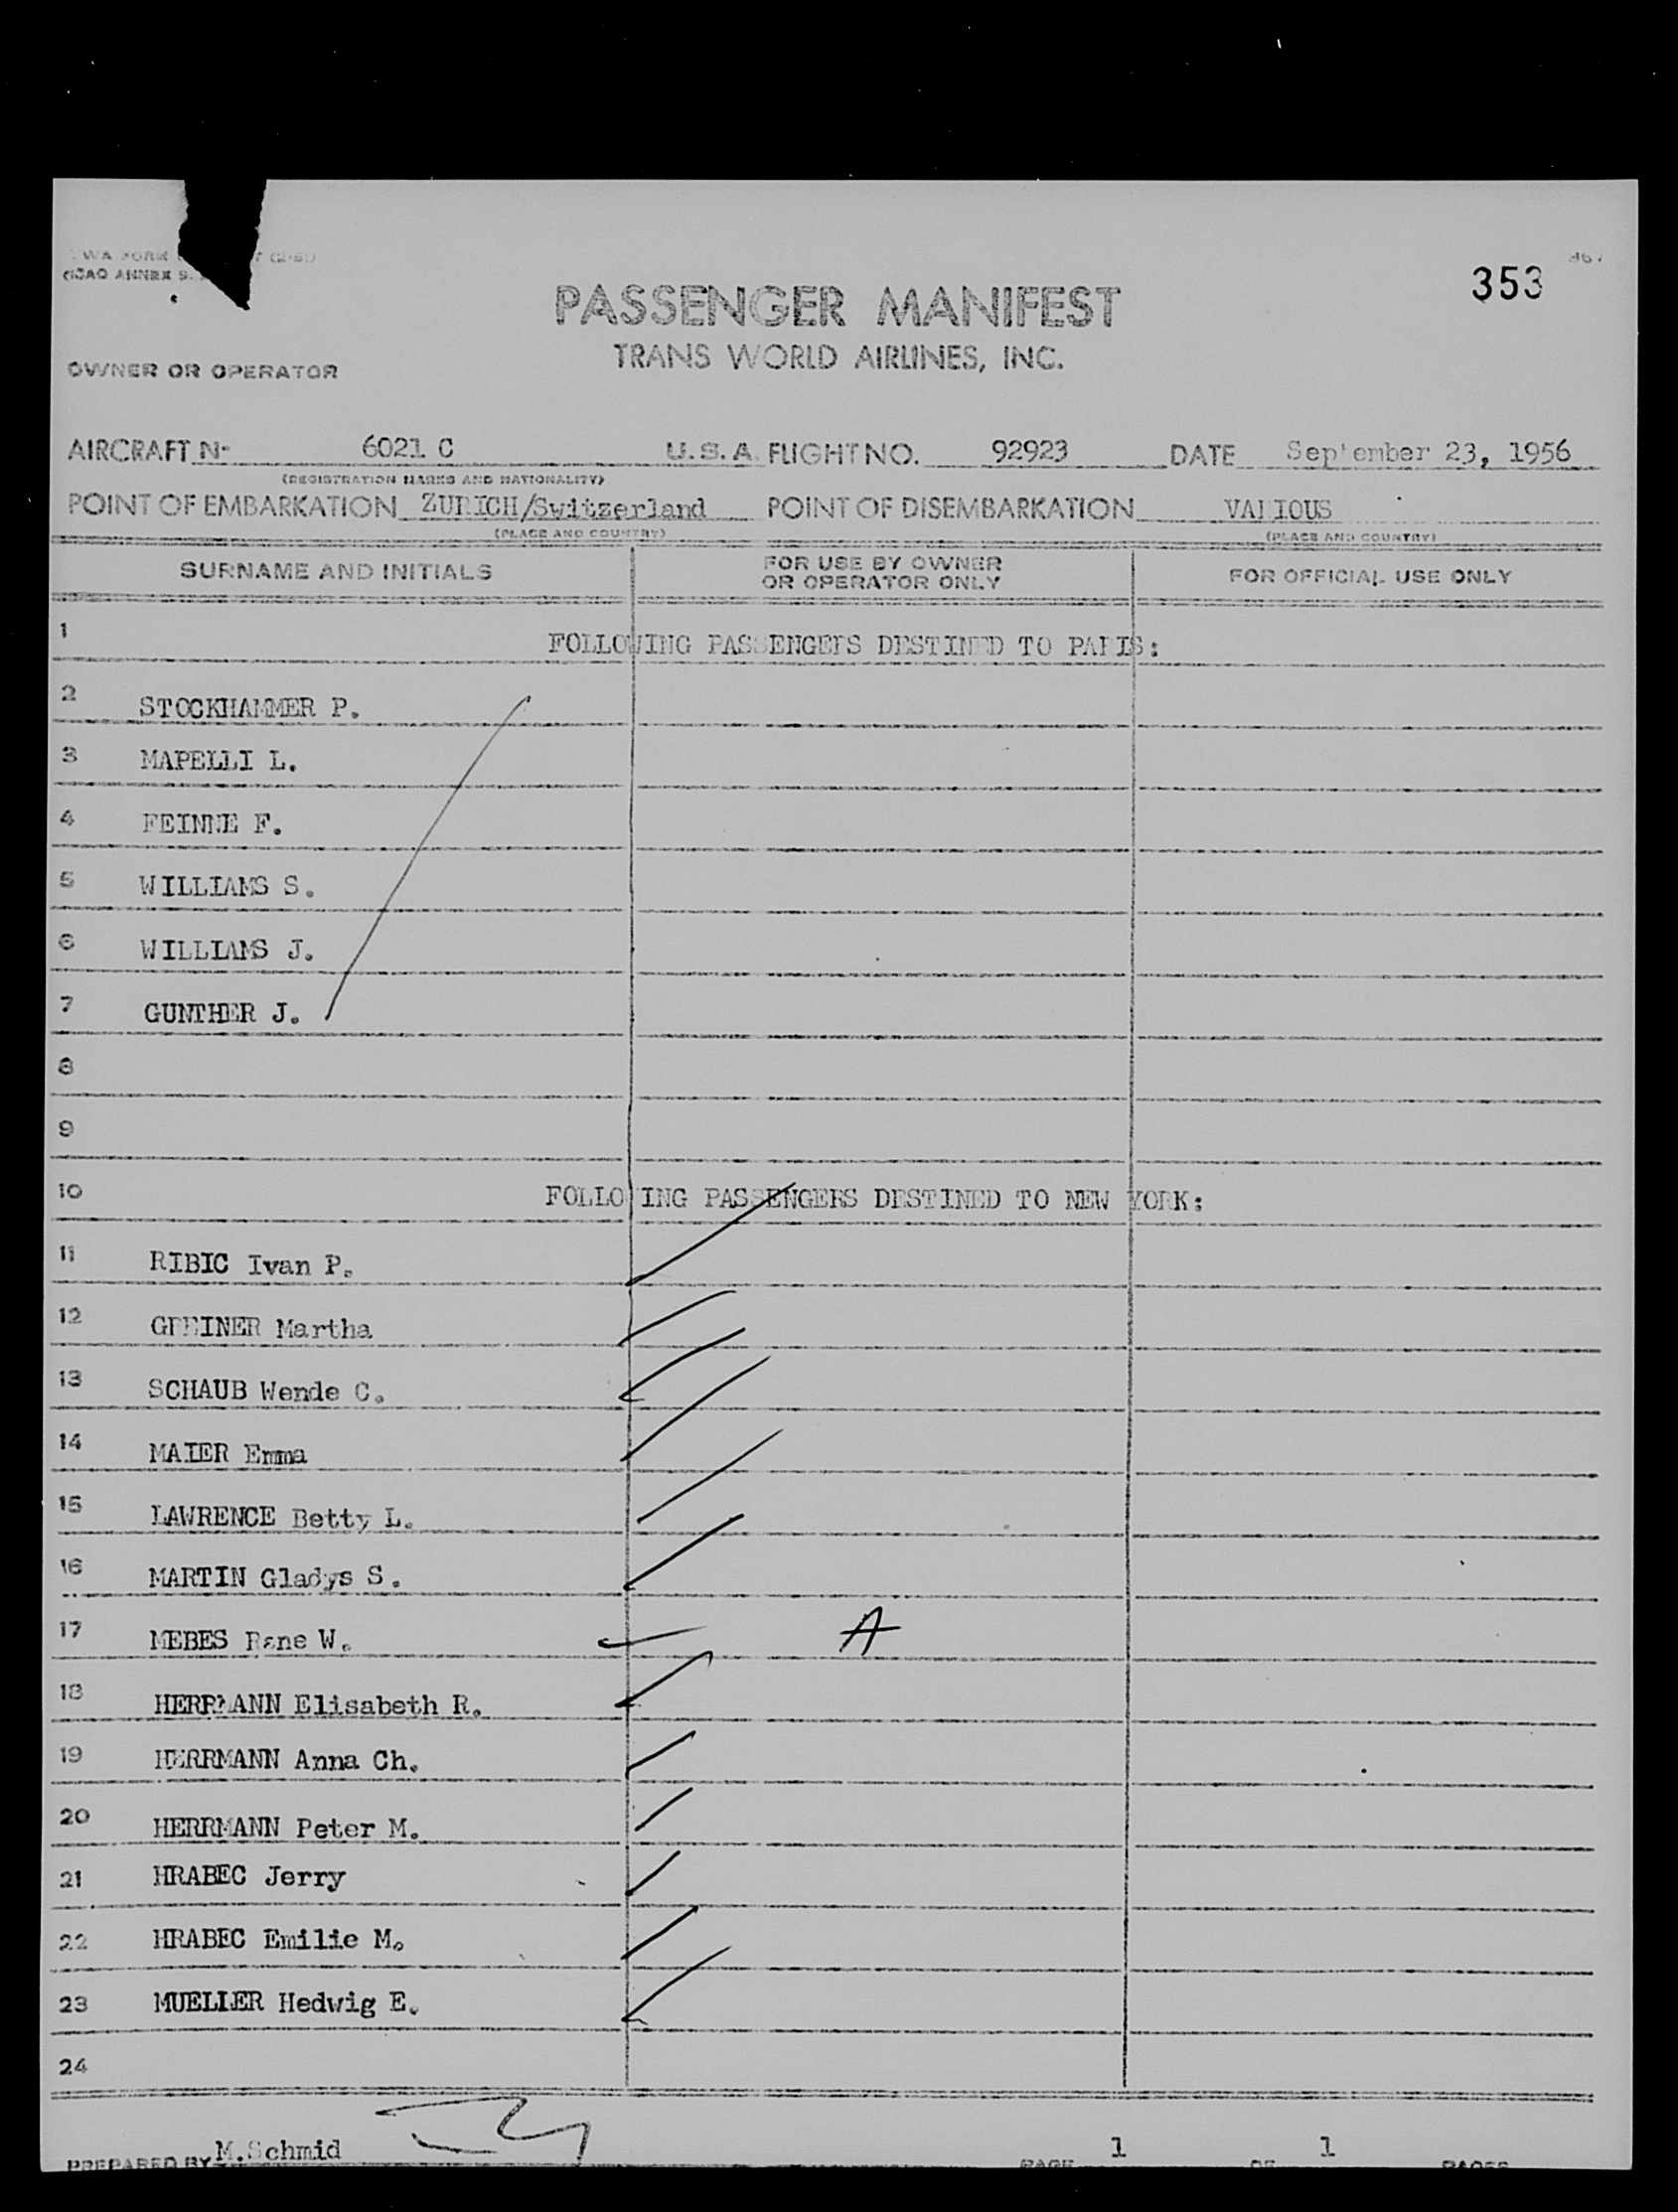 353
PASSENGER MANIFEST
TRANS WORLD AIRLINES, INC.
OWNER OR OPERATOR
AIRCRAFT Nº 6021 C U.S.A. FLIGHT NO. 92923 DATE September 23, 1956
(REGISTRATION MARKS AND NATIONALITY)
POINT OF EMBARKATION ZURICH/Switzerland POINT OF DISEMBARKATION VARIOUS
(PLACE AND COUNTRY) (PLACE AND COUNTRY)
SURNAME AND INITIALS FOR USE BY OWNER OR OPERATOR ONLY FOR OFFICIAL USE ONLY
1 FOLLOWING PASSENGERS DESTINED TO PARIS:
2 STOCKHAMMER P.
3 MAPELLI L.
4 FEINNE F.
5 WILLIAMS S.
6 WILLIAMS J.
7 GUNTHER J.
8
9
10 FOLLOWING PASSENGERS DESTINED TO NEW YORK:
11 RIBIC Ivan P.
12 GREINER Martha
13 SCHAUB Wende C.
14 MAIER Emma
15 LAWRENCE Betty L.
16 MARTIN Gladys S.
17 MEBES Rene W. A
18 HERRMANN Elisabeth R.
19 HERRMANN Anna Ch.
20 HERRMANN Peter M.
21 HRABEC Jerry
22 HRABEC Emilie M.
23 MUELLER Hedwig E.
24
PREPARED BY M.Schmid PAGE 1 OF 1 PAGES